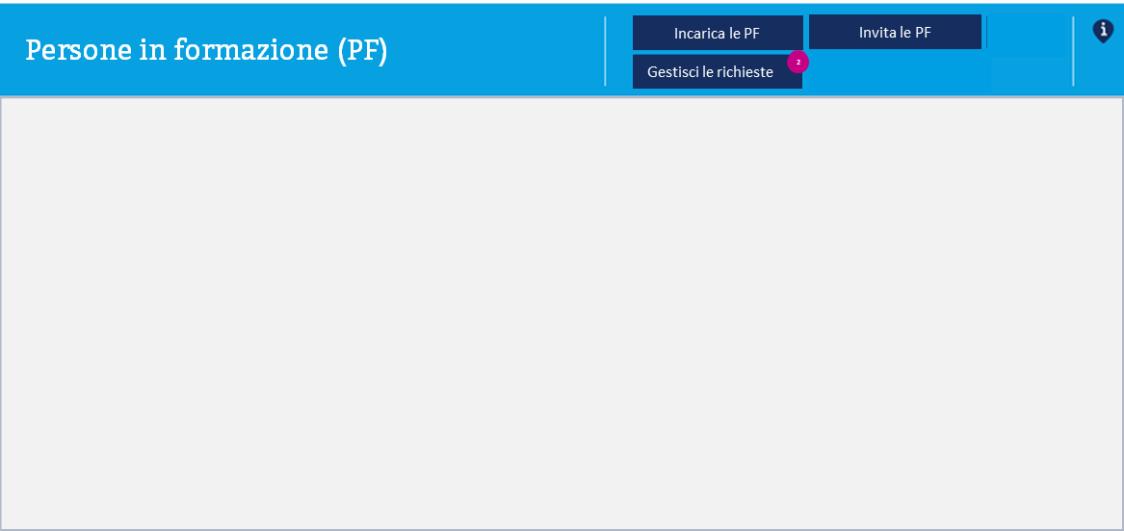 Persone in formazione (PF)
Incarica le PF
Invita le PF
Gestisci le richieste
2